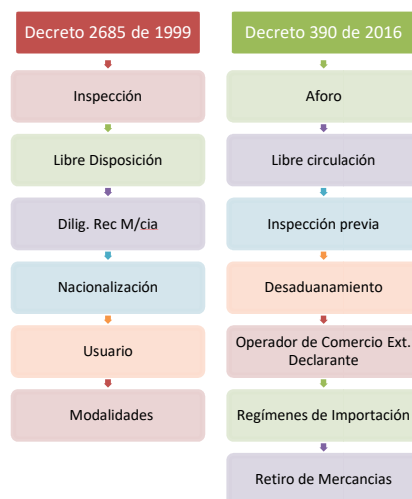 Decreto 2685 de 1999
Inspección
Libre Disposición
Dilig. Rec M/cia
Nacionalización
Usuario
Modalidades
Decreto 390 de 2016
Aforo
Libre circulación
Inspección previa
Desaduanamiento
Operador de Comercio Ext.
Declarante
Regímenes de Importación
Retiro de Mercancias